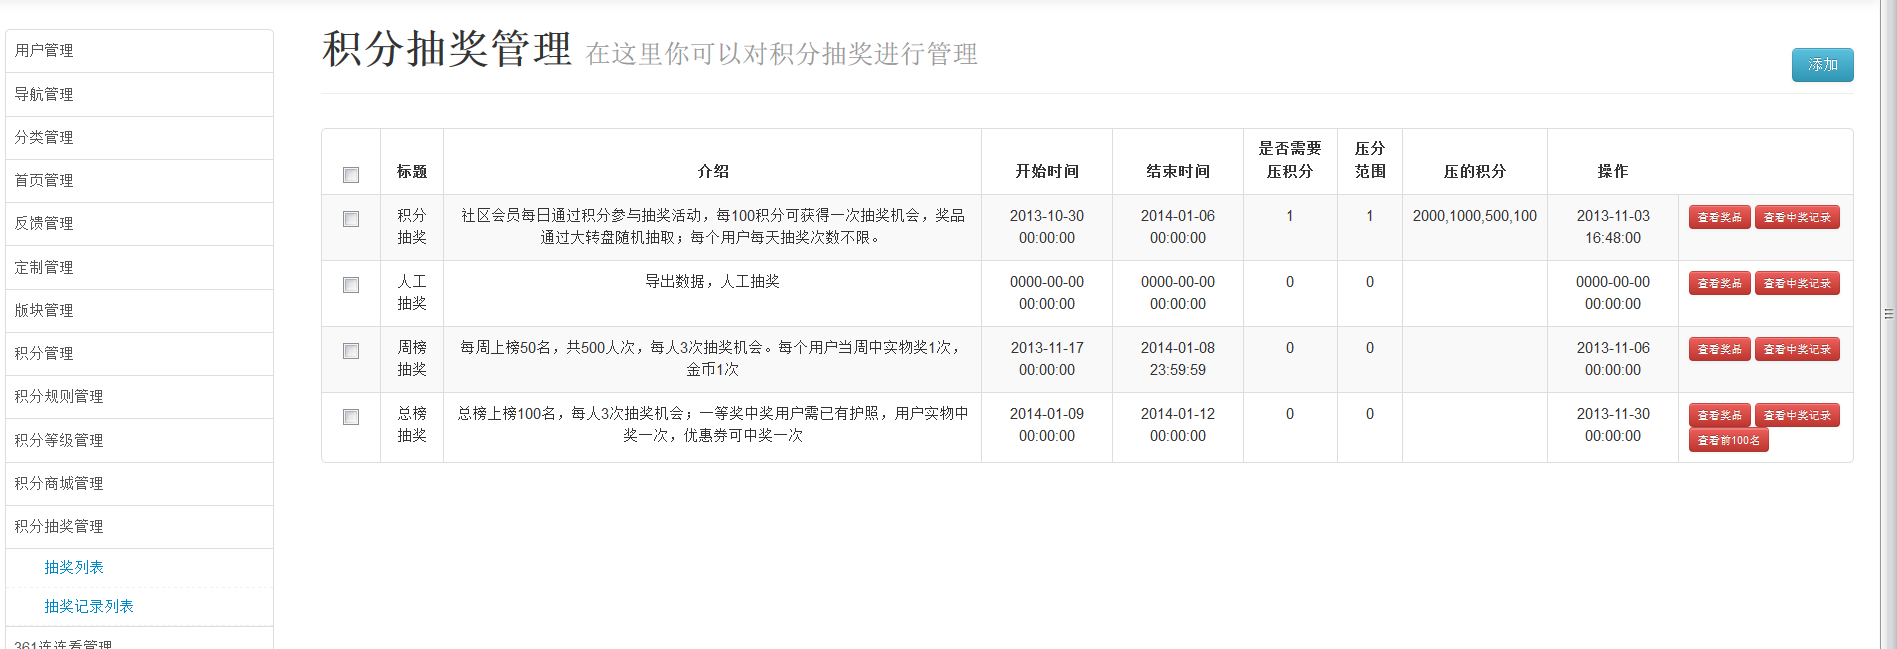 用户管理
导航管理
分类管理
首页管理
反馈管理
定制管理
版块管理
积分管理
积分规则管理
积分等级管理
积分商城管理
积分抽奖管理
抽奖列表
抽奖记录列表
361连连看管理
积分抽奖管理 在这里你可以对积分抽奖进行管理
添加
标题 介绍 开始时间 结束时间 是否需要 压分 压的积分 操作
压积分 范围
积分 社区会员每日通过积分参与抽奖活动，每100积分可获得一次抽奖机会，奖品 2013-10-30 2014-01-06 1 1 2000,1000,500,100 2013-11-03 查看奖品 查看中奖记录
抽奖 通过大转盘随机抽取；每个用户每天抽奖次数不限。 00:00:00 00:00:00 16:48:00
人工 导出数据，人工抽奖 0000-00-00 0000-00-00 0 0 0000-00-00 查看奖品 查看中奖记录
抽奖 00:00:00 00:00:00 00:00:00
周榜 每周上榜50名，共500人次，每人3次抽奖机会。每个用户当周中实物奖1次， 2013-11-17 2014-01-08 0 0 2013-11-06 查看奖品 查看中奖记录
抽奖 金币1次 00:00:00 23:59:59 00:00:00
总榜 总榜上榜100名，每人3次抽奖机会；一等奖中奖用户需已有护照，用户实物中 2014-01-09 2014-01-12 0 0 2013-11-30 查看奖品 查看中奖记录
抽奖 奖一次，优惠券可中奖一次 00:00:00 00:00:00 00:00:00 查看前100名